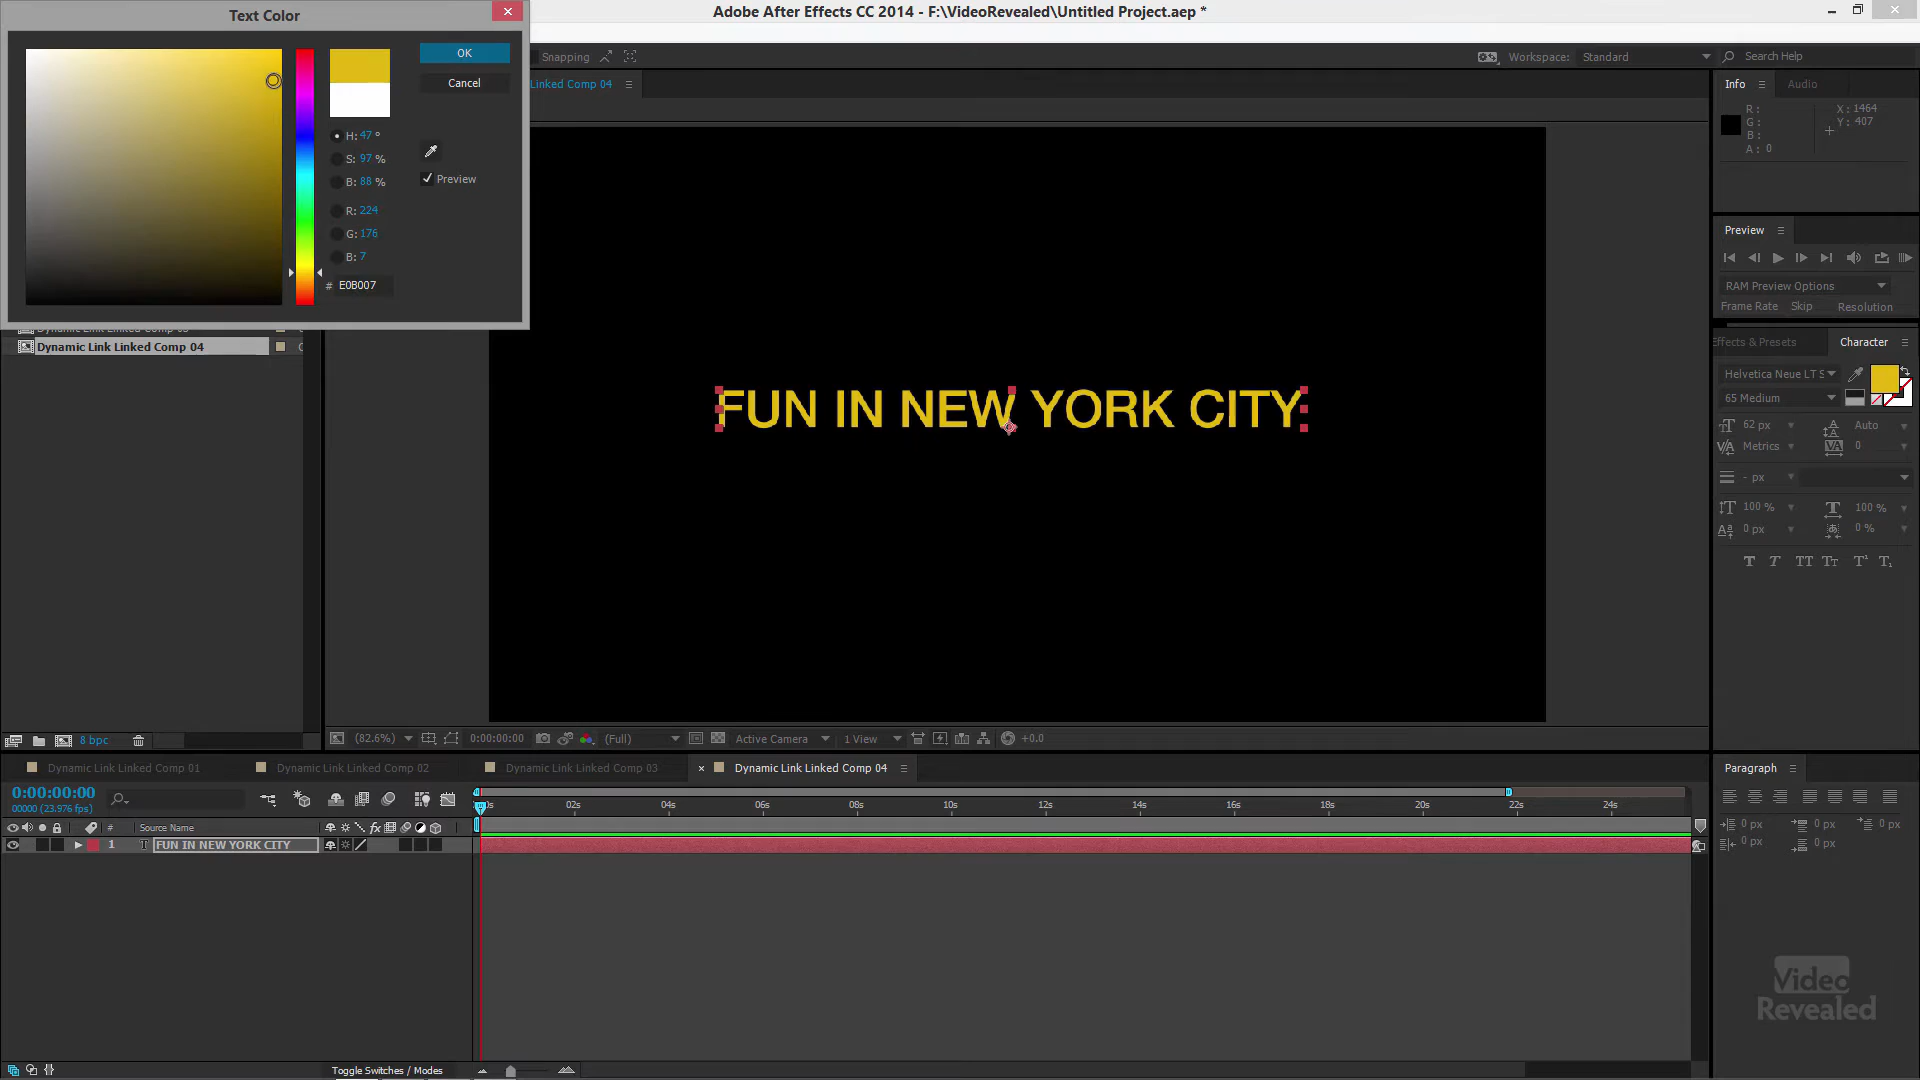 Text Color
Adobe After Effects CC 2014 - F:\VideoRevealed\Untitled Project.aep *
OK
Cancel
H: 47 °
S: 97 %
B: 88 %
Preview
R: 224
G: 176
B: 7
# E0B007
Snapping
Workspace: Standard
Search Help
Linked Comp 04
Info
Audio
R:
G:
B:
A: 0
X: 1464
Y: 407
Preview
RAM Preview Options
Frame Rate Skip Resolution
Effects & Presets
Character
Helvetica Neue LT S
65 Medium
62 px
Auto
Metrics
0
- px
100 %
100 %
0 px
0 %
T T TT Tт T¹ T₁
Dynamic Link Linked Comp 04
FUN IN NEW YORK CITY
8 bpc
(82.6%)
0:00:00:00
(Full)
Active Camera
1 View
+0.0
Dynamic Link Linked Comp 01
Dynamic Link Linked Comp 02
Dynamic Link Linked Comp 03
Dynamic Link Linked Comp 04
Paragraph
0:00:00:00
00000 (23.976 fps)
02s 04s 06s 08s 10s 12s 14s 16s 18s 20s 22s 24s
# Source Name
fx
1 T FUN IN NEW YORK CITY
0 px 0 px 0 px
0 px 0 px
Video
Revealed
Toggle Switches / Modes